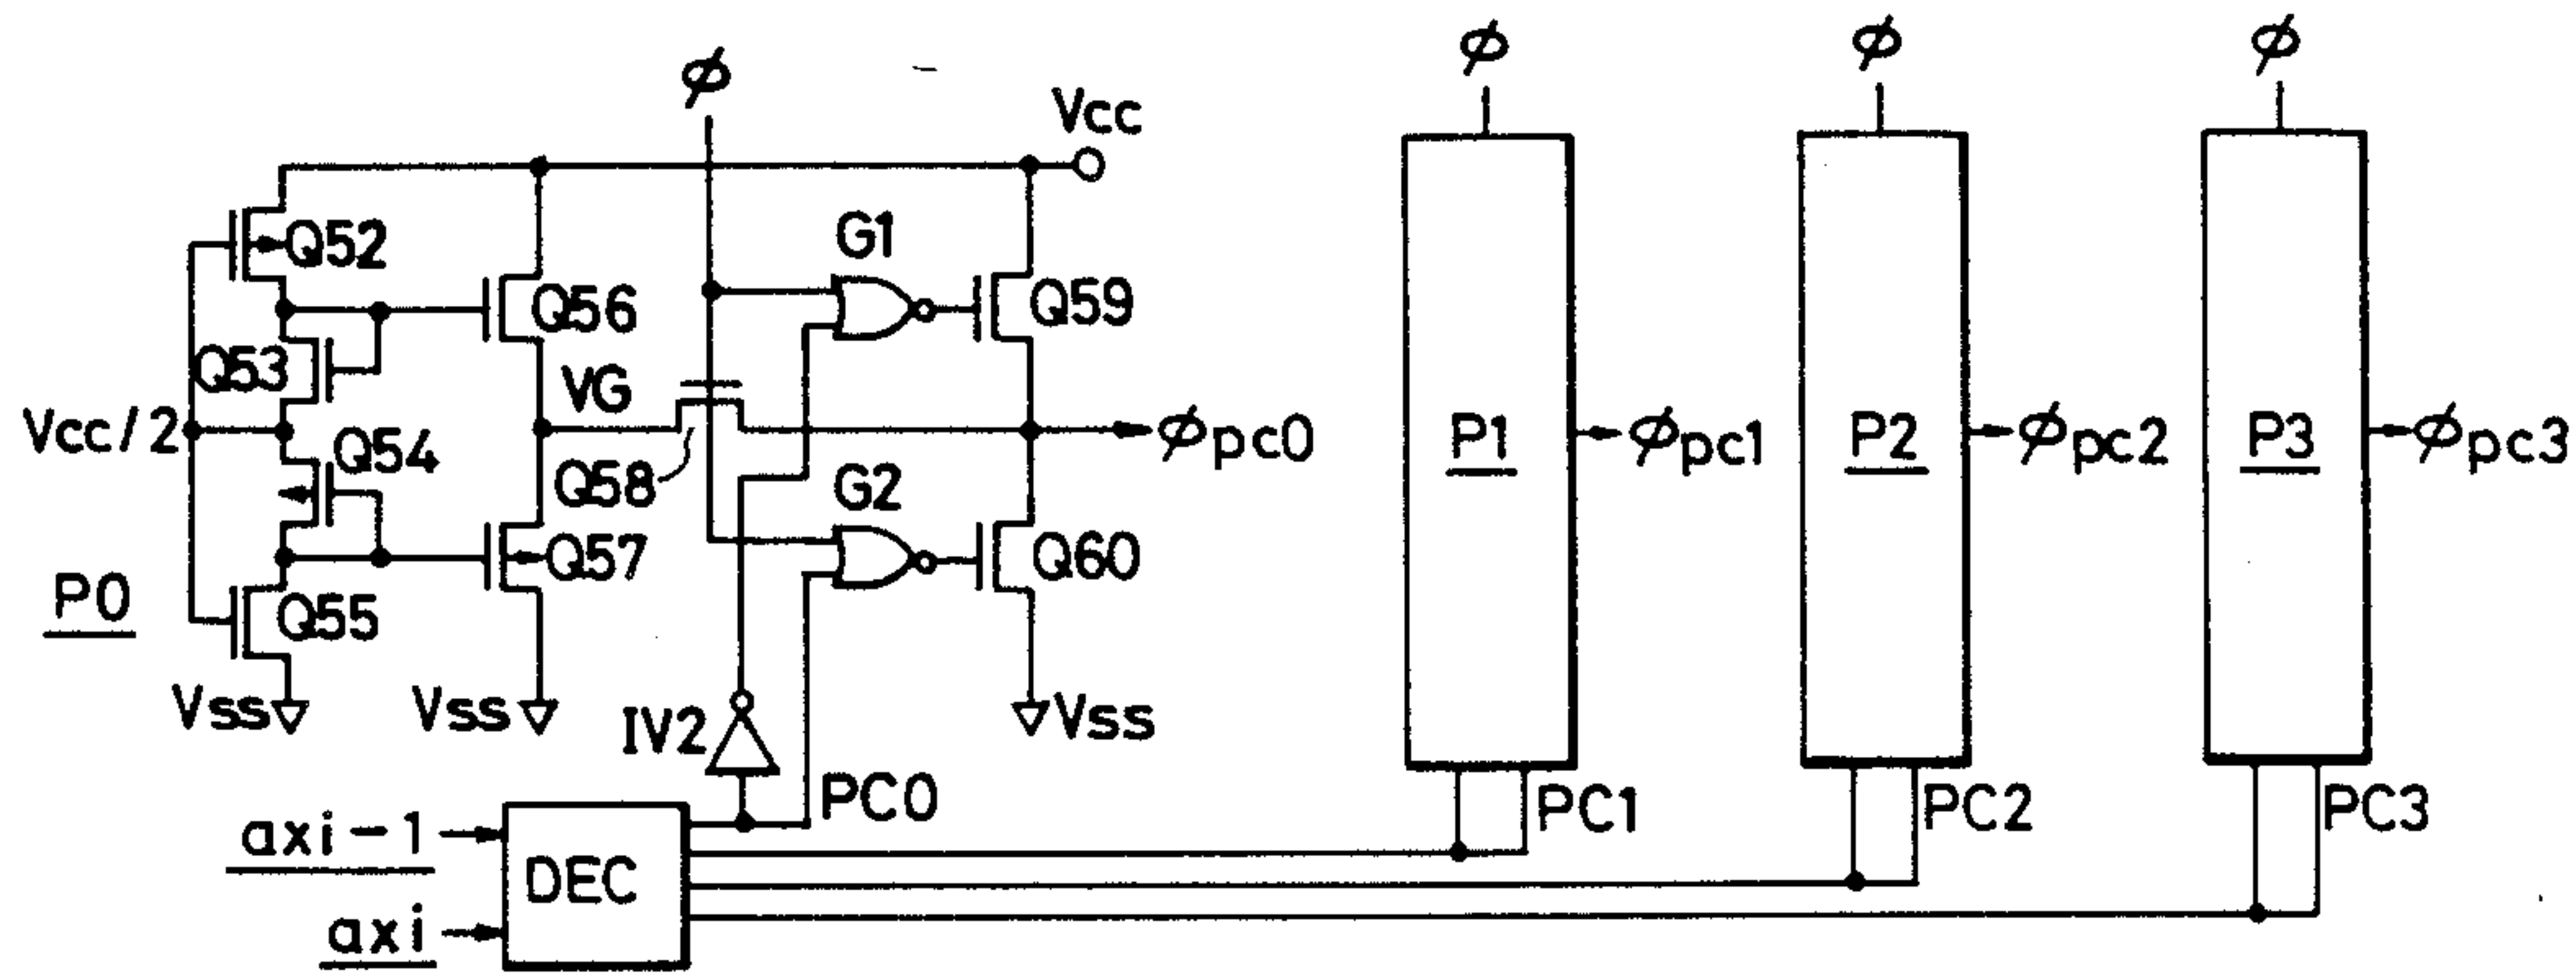 ϕ
ϕ
ϕ
ϕ
Vcc
Q52
G1
Q56
Q59
Q53
VG
Vcc/2
Q54
Q58
ϕpc0
P1
ϕpc1
P2
ϕpc2
P3
ϕpc3
G2
Q57
Q60
P0
Q55
Vss
Vss
IV2
Vss
PC0
PC1
PC2
PC3
axi-1
DEC
axi